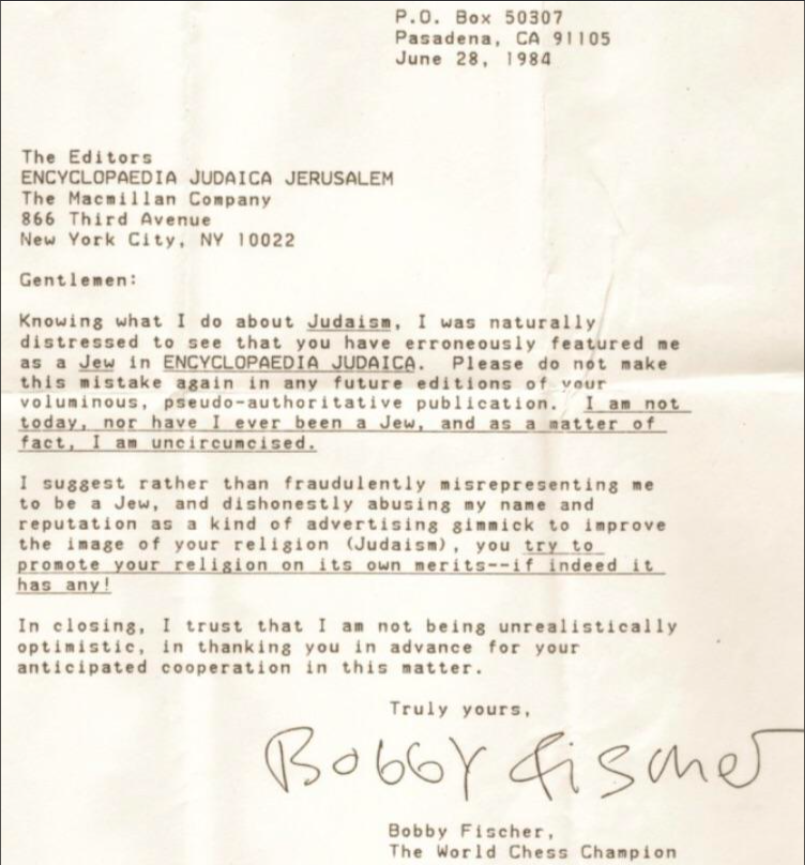 P.O. Box 50307
Pasadena, CA 91105
June 28, 1984
The Editors
ENCYCLOPAEDIA JUDAICA JERUSALEM
The Macmillan Company
866 Third Avenue
New York City, NY 10022
Gentlemen:
Knowing what I do about Judaism, I was naturally
distressed to see that you have erroneously featured me
as a Jew in ENCYCLOPAEDIA JUDAICA. Please do not make
this mistake again in any future editions of your
voluminous, pseudo-authoritative publication. I am not
today, nor have I ever been a Jew, and as a matter of
fact, I am uncircumcised.
I suggest rather than fraudulently misrepresenting me
to be a Jew, and dishonestly abusing my name and
reputation as a kind of advertising gimmick to improve
the image of your religion (Judaism), you try to
promote your religion on its own merits--if indeed it
has any!
In closing, I trust that I am not being unrealistically
optimistic, in thanking you in advance for your
anticipated cooperation in this matter.
Truly yours,
Bobby Fischer
Bobby Fischer,
The World Chess Champion